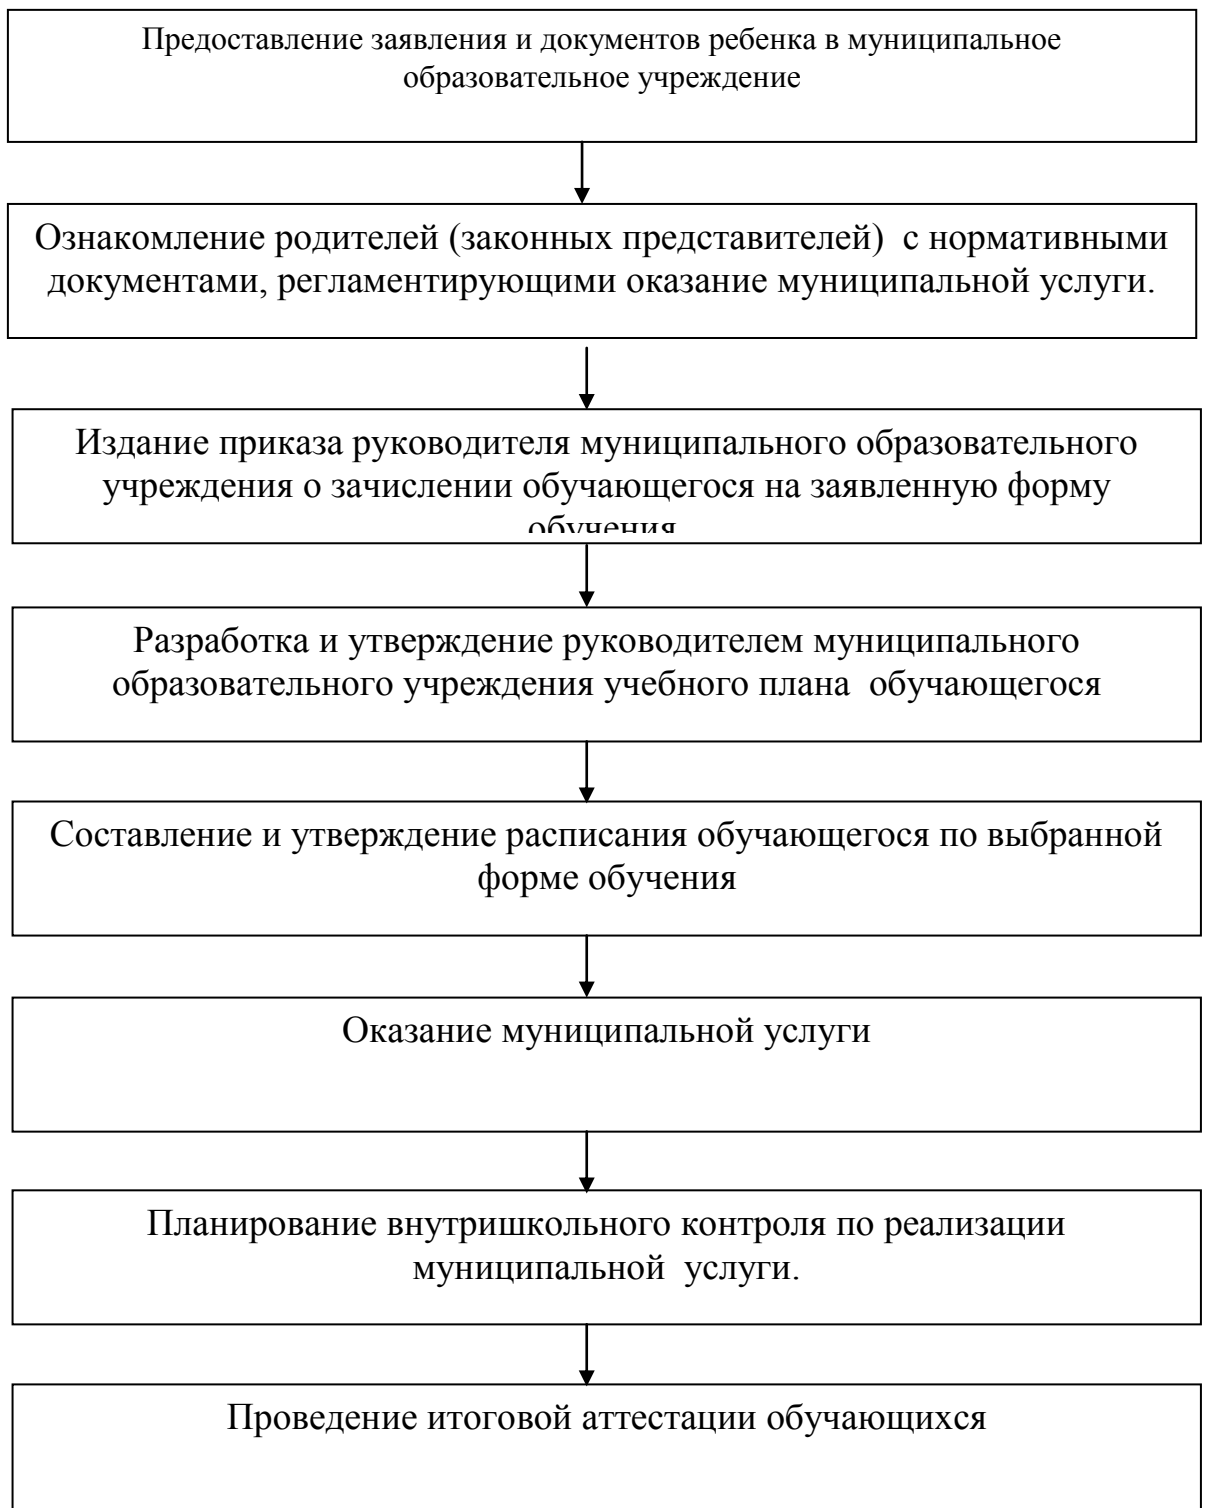 Предоставление заявления и документов ребенка в муниципальное
образовательное учреждение
Ознакомление родителей (законных представителей)  с нормативными
документами, регламентирующими оказание муниципальной услуги.
Издание приказа руководителя муниципального образовательного
учреждения о зачислении обучающегося на заявленную форму
обучения
Разработка и утверждение руководителем муниципального
образовательного учреждения учебного плана  обучающегося
Составление и утверждение расписания обучающегося по выбранной
форме обучения
Оказание муниципальной услуги
Планирование внутришкольного контроля по реализации
муниципальной  услуги.
Проведение итоговой аттестации обучающихся